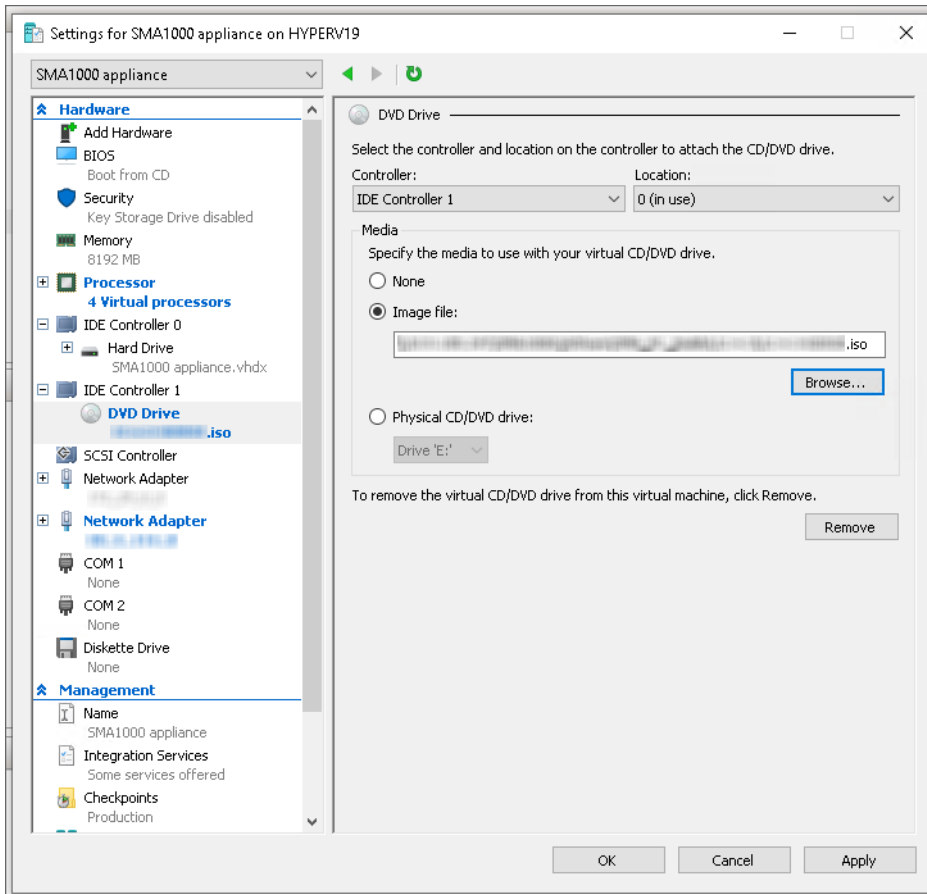 Settings for SMA1000 appliance on HYPERV19
SMA1000 appliance
Hardware
Add Hardware
BIOS
Boot from CD
Security
Key Storage Drive disabled
Memory
8192 MB
Processor
4 Virtual processors
IDE Controller 0
Hard Drive
SMA1000 appliance.vhdx
IDE Controller 1
DVD Drive
.iso
SCSI Controller
Network Adapter
Network Adapter
COM 1
None
COM 2
None
Diskette Drive
None
Management
Name
SMA1000 appliance
Integration Services
Some services offered
Checkpoints
Production
DVD Drive
Select the controller and location on the controller to attach the CD/DVD drive.
Controller: Location:
IDE Controller 1 0 (in use)
Media
Specify the media to use with your virtual CD/DVD drive.
None
Image file:
.iso
Browse...
Physical CD/DVD drive:
Drive 'E:'
To remove the virtual CD/DVD drive from this virtual machine, click Remove.
Remove
OK Cancel Apply